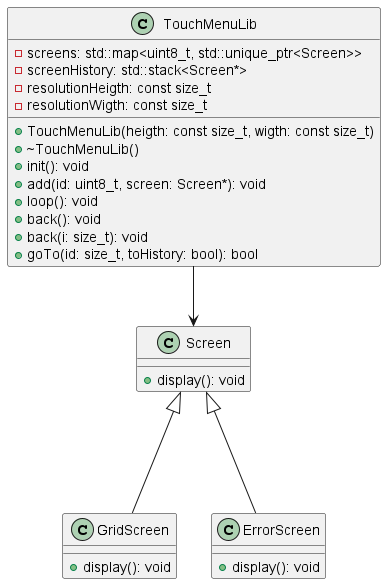 C TouchMenuLib
screens: std::map<uint8_t, std::unique_ptr<Screen>>
screenHistory: std::stack<Screen*>
resolutionHeigth: const size_t
resolutionWigth: const size_t
TouchMenuLib(heigth: const size_t, wigth: const size_t)
~TouchMenuLib()
init(): void
add(id: uint8_t, screen: Screen*): void
loop(): void
back(): void
back(i: size_t): void
goTo(id: size_t, toHistory: bool): bool
C Screen
display(): void
C GridScreen
display(): void
C ErrorScreen
display(): void